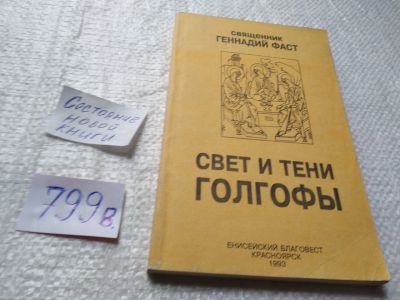 СВЯЩЕННИК
ГЕННАДИЙ ФАСТ
СВЕТ И ТЕНИ
ГОЛГОФЫ
ЕНИСЕЙСКИЙ БЛАГОВЕСТ
КРАСНОЯРСК
1993
Состояние
новой
книги
799в.